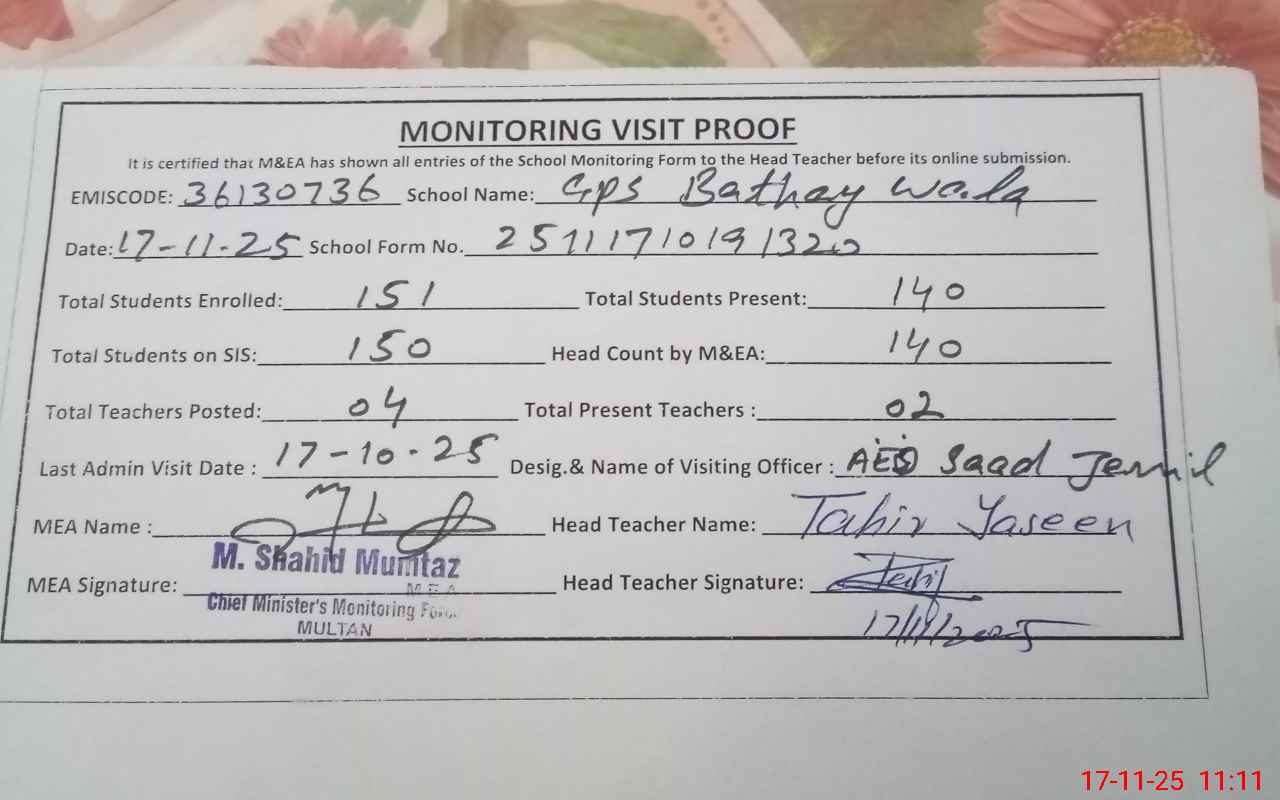 MONITORING VISIT PROOF
It is certified that M&EA has shown all entries of the School Monitoring Form to the Head Teacher before its online submission.
EMISCODE: 36130736 School Name: GPS Bathay wala
Date: 17-11-25 School Form No. 25111710191320
Total Students Enrolled: 151 Total Students Present: 140
Total Students on SIS: 150 Head Count by M&EA: 140
Total Teachers Posted: 04 Total Present Teachers : 02
Last Admin Visit Date : 17-10-25 Desig.& Name of Visiting Officer : AEO Saad Jemil
MEA Name : Head Teacher Name: Tahir Yaseen
M. Shahid Mumtaz
MEA Signature: Head Teacher Signature:
MEA
Chief Minister's Monitoring
MULTAN
17/11/2025
17-11-25 11:11